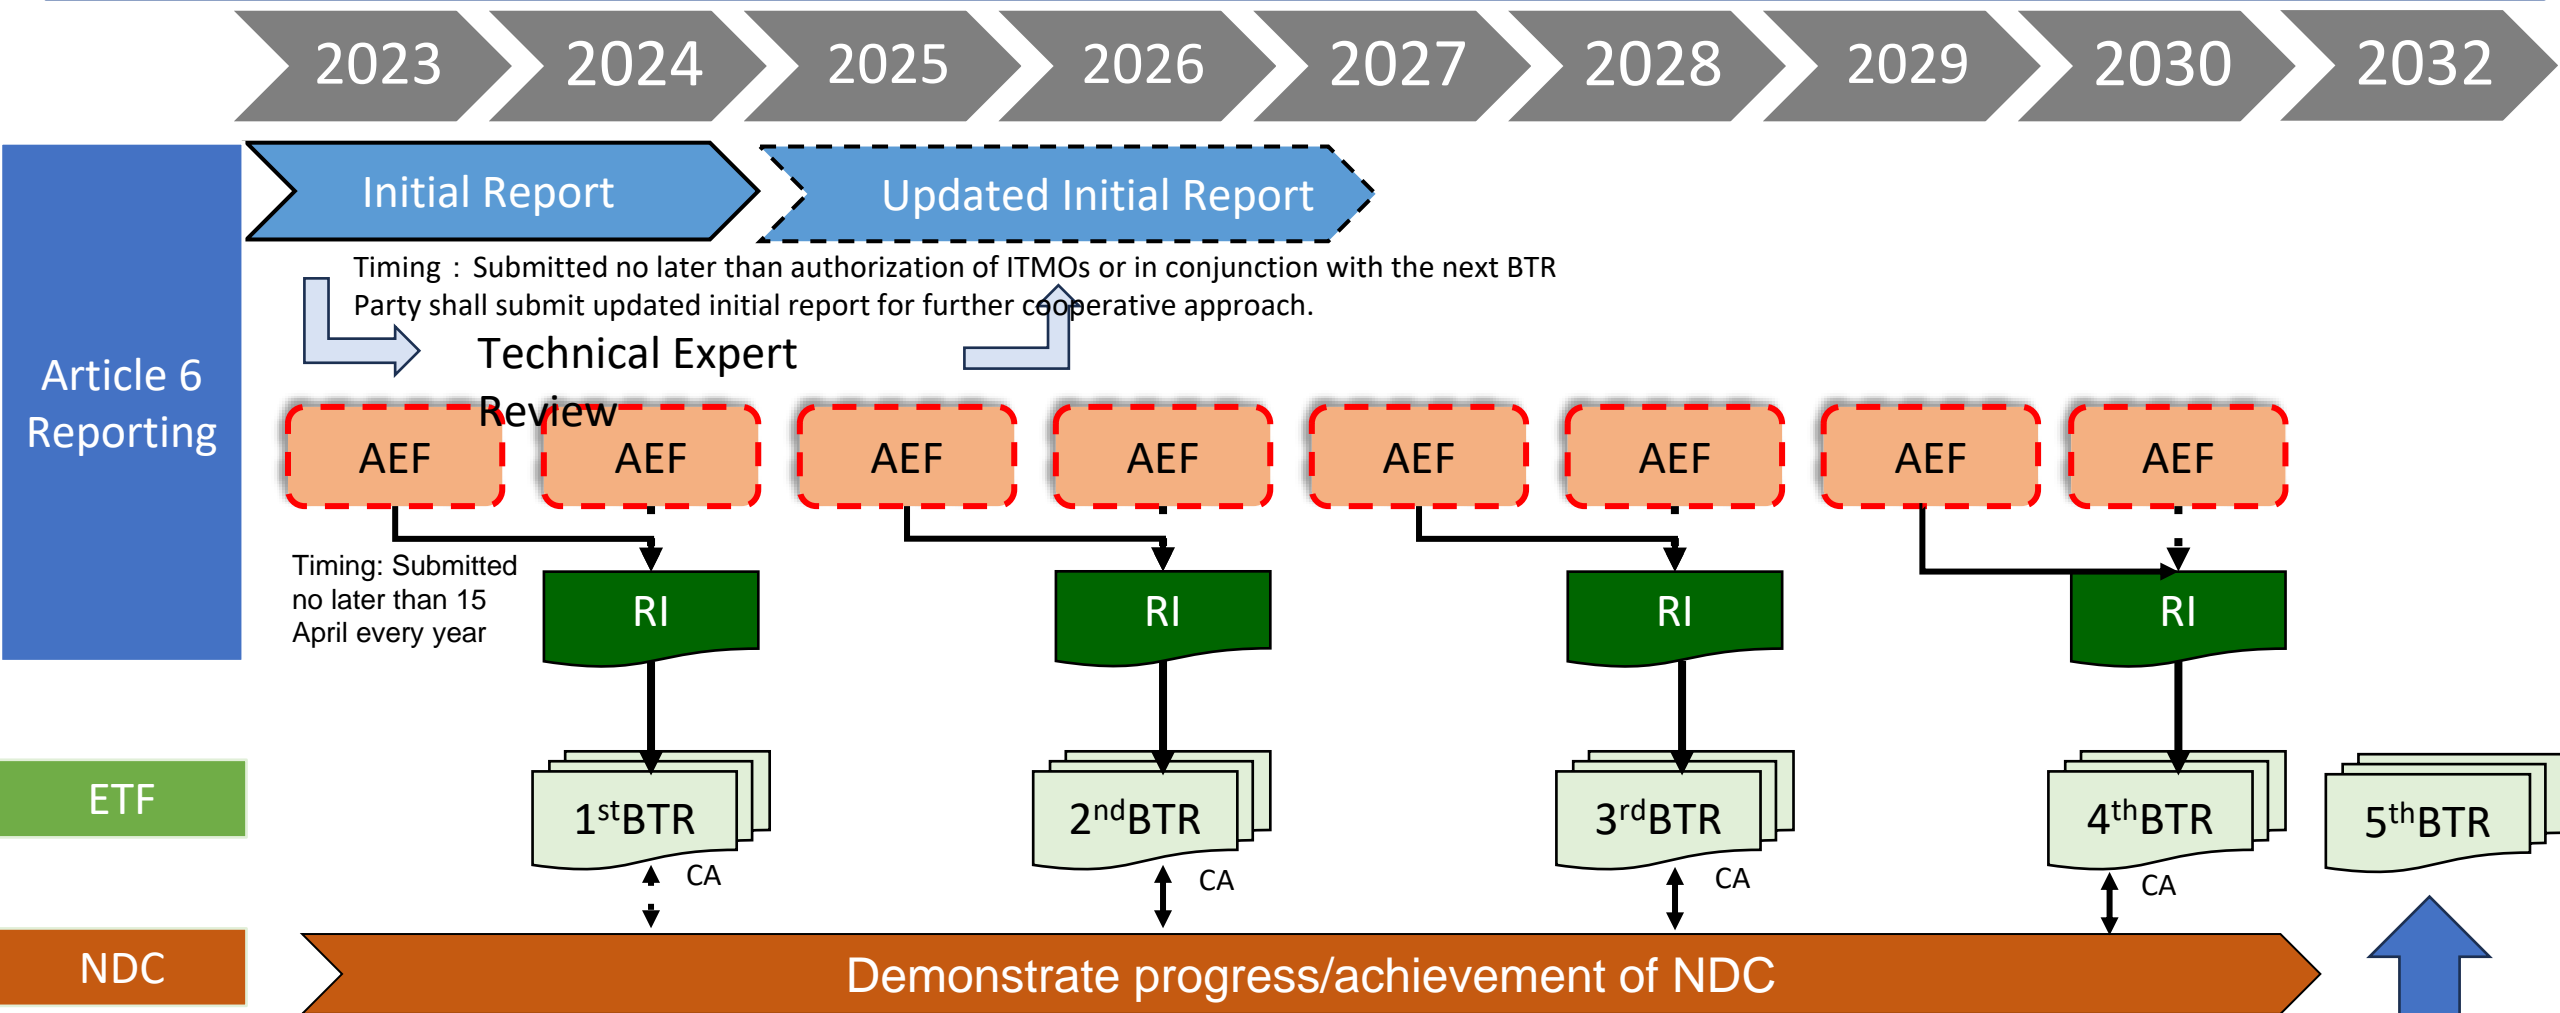 2023 2024 2025 2026 2027 2028 2029 2030 2032
Initial Report
Updated Initial Report
Timing : Submitted no later than authorization of ITMOs or in conjunction with the next BTR
Party shall submit updated initial report for further cooperative approach.
Technical Expert
Review
Article 6
Reporting
AEF AEF AEF AEF AEF AEF AEF AEF
Timing: Submitted
no later than 15
April every year
RI RI RI RI
ETF
1stBTR 2ndBTR 3rdBTR 4thBTR 5thBTR
CA CA CA CA
NDC
Demonstrate progress/achievement of NDC